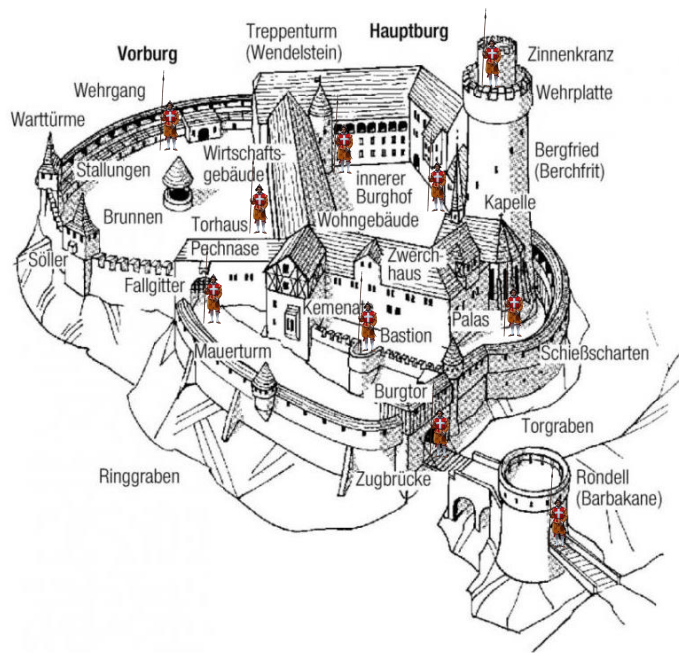 Treppenturm
(Wendelstein)
Hauptburg
Vorburg
Zinnenkranz
Wehrgang
Wehrplatte
Warttürme
Bergfried
(Berchfrit)
Stallungen
Wirtschafts-
gebäude
innerer
Burghof
Kapelle
Brunnen
Torhaus
Wohngebäude
Pechnase
Söller
Zwerch-
haus
Fallgitter
Kemenate
Bastion
Palas
Mauerturm
Schießscharten
Burgtor
Torgraben
Ringgraben
Zugbrücke
Rondell
(Barbakane)